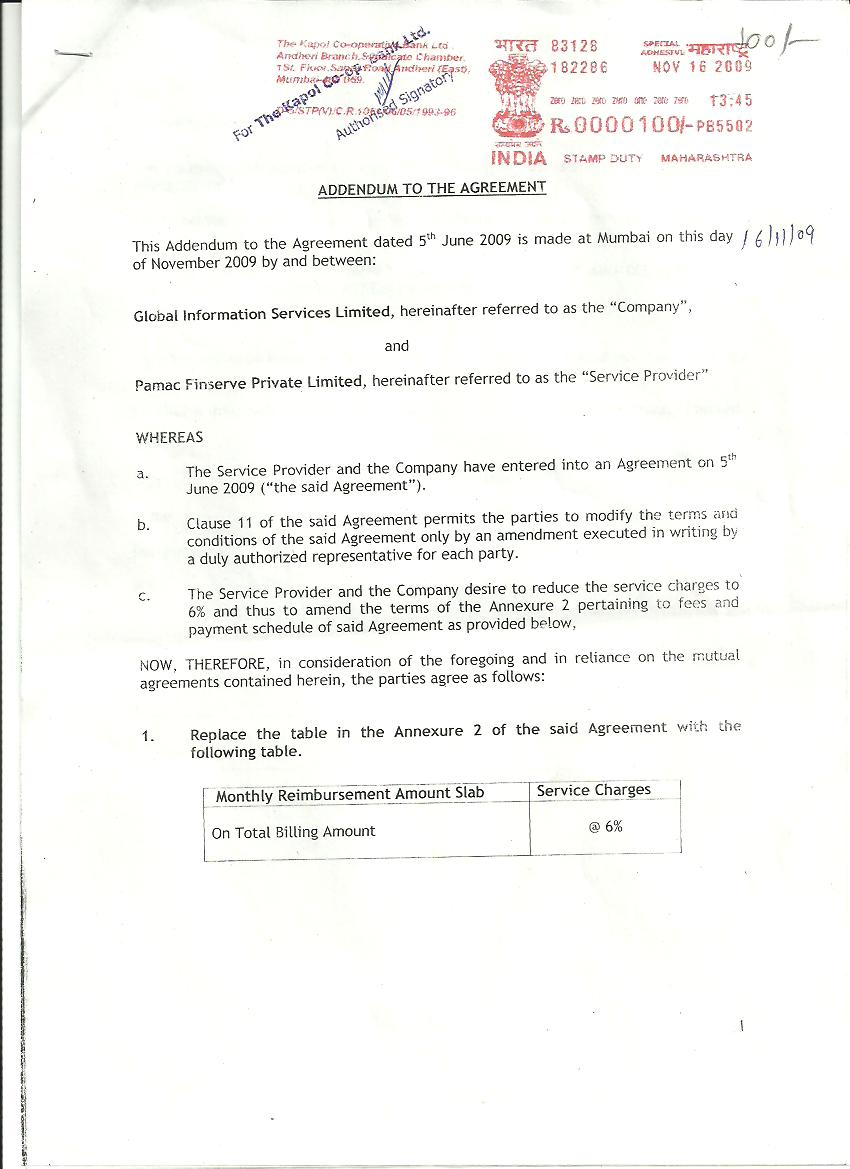 The Kapol Co-operative Bank Ltd.
Andheri Branch, Syndicate Chamber,
1St. Floor, Road, Andheri (East),
Mumbai-
/STP(V)/C.R. /05/1993-96
For The Kapol Co-op Bank Ltd.
Authorised Signatory
भारत 83128 SPECIAL ADHESIVE महाराष्ट्र
100/-
182286 NOV 16 2009
ZERO ZERO ZERO ZERO ONE ZERO ZERO 13:45
Rs.0000100/-PB5502
सत्यमेव जयते
INDIA STAMP DUTY MAHARASHTRA
ADDENDUM TO THE AGREEMENT
This Addendum to the Agreement dated 5th June 2009 is made at Mumbai on this day 16/11/09
of November 2009 by and between:
Global Information Services Limited, hereinafter referred to as the “Company”,
and
Pamac Finserve Private Limited, hereinafter referred to as the “Service Provider”
WHEREAS
a. The Service Provider and the Company have entered into an Agreement on 5th
June 2009 (“the said Agreement”).
b. Clause 11 of the said Agreement permits the parties to modify the terms and
conditions of the said Agreement only by an amendment executed in writing by
a duly authorized representative for each party.
c. The Service Provider and the Company desire to reduce the service charges to
6% and thus to amend the terms of the Annexure 2 pertaining to fees and
payment schedule of said Agreement as provided below,
NOW, THEREFORE, in consideration of the foregoing and in reliance on the mutual
agreements contained herein, the parties agree as follows:
1. Replace the table in the Annexure 2 of the said Agreement with the
following table.
Monthly Reimbursement Amount Slab Service Charges
On Total Billing Amount @ 6%
1